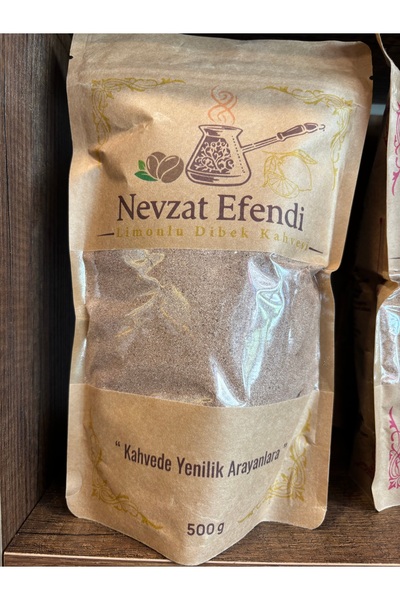 Nevzat Efendi
Limonlu Dibek Kahvesi
“ Kahvede Yenilik Arayanlara ”
500g